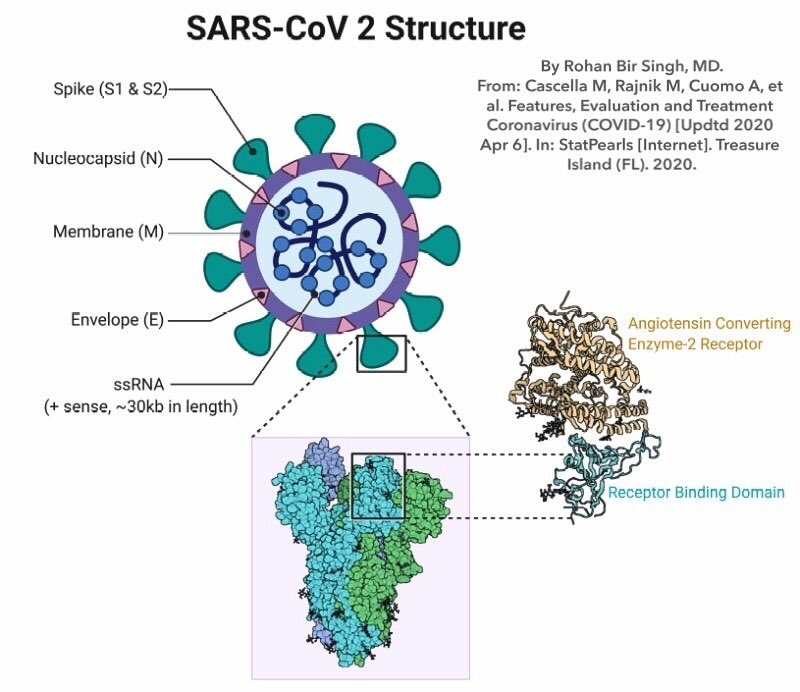 SARS-CoV 2 Structure
By Rohan Bir Singh, MD.
From: Cascella M, Rajnik M, Cuomo A, et
al. Features, Evaluation and Treatment
Coronavirus (COVID-19) [Updtd 2020
Apr 6]. In: StatPearls [Internet]. Treasure
Island (FL). 2020.
Spike (S1 & S2)
Nucleocapsid (N)
Membrane (M)
Envelope (E)
ssRNA
(+ sense, ~30kb in length)
Angiotensin Converting
Enzyme-2 Receptor
Receptor Binding Domain